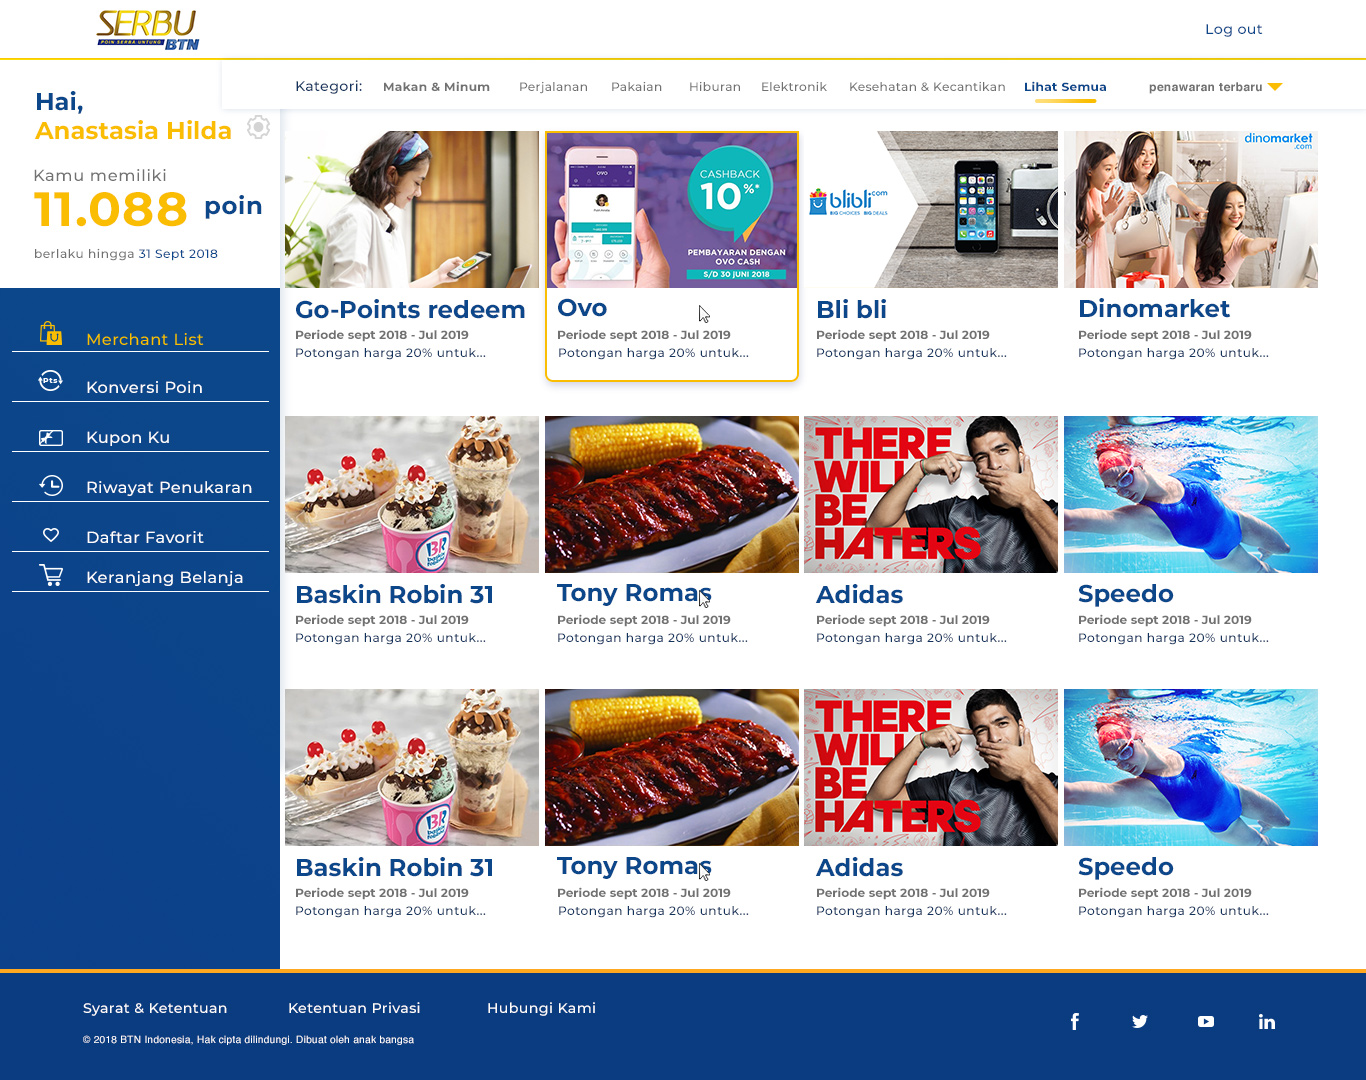 SERBU
POIN SERBA UNTUNG
BTN
Log out
Kategori: Makan & Minum Perjalanan Pakaian Hiburan Elektronik Kesehatan & Kecantikan Lihat Semua penawaran terbaru
Hai,
Anastasia Hilda
Kamu memiliki
11.088 poin
berlaku hingga 31 Sept 2018
Merchant List
Pts
Konversi Poin
Kupon Ku
Riwayat Penukaran
Daftar Favorit
Keranjang Belanja
OVO
CASHBACK
10%*
PEMBAYARAN DENGAN
OVO CASH
S/D 30 JUNI 2018
blibli.com
BIG CHOICES BIG DEALS
dinomarket
.com
Go-Points redeem
Periode sept 2018 - Jul 2019
Potongan harga 20% untuk...
Ovo
Periode sept 2018 - Jul 2019
Potongan harga 20% untuk...
Bli bli
Periode sept 2018 - Jul 2019
Potongan harga 20% untuk...
Dinomarket
Periode sept 2018 - Jul 2019
Potongan harga 20% untuk...
BR
baskin
robbins
THERE
WILL
BE
HATERS
Baskin Robin 31
Periode sept 2018 - Jul 2019
Potongan harga 20% untuk...
Tony Romas
Periode sept 2018 - Jul 2019
Potongan harga 20% untuk...
Adidas
Periode sept 2018 - Jul 2019
Potongan harga 20% untuk...
Speedo
Periode sept 2018 - Jul 2019
Potongan harga 20% untuk...
BR
baskin
robbins
THERE
WILL
BE
HATERS
Baskin Robin 31
Periode sept 2018 - Jul 2019
Potongan harga 20% untuk...
Tony Romas
Periode sept 2018 - Jul 2019
Potongan harga 20% untuk...
Adidas
Periode sept 2018 - Jul 2019
Potongan harga 20% untuk...
Speedo
Periode sept 2018 - Jul 2019
Potongan harga 20% untuk...
Syarat & Ketentuan Ketentuan Privasi Hubungi Kami
© 2018 BTN Indonesia, Hak cipta dilindungi. Dibuat oleh anak bangsa